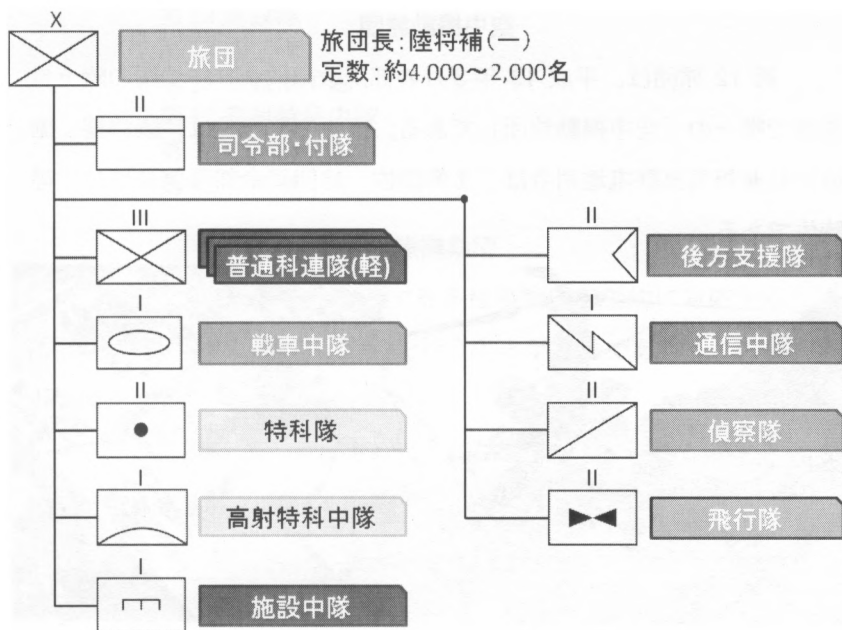 X
旅団
旅団長:陸将補(一)
定数:約4,000～2,000名
II
司令部・付隊
III
普通科連隊(軽)
I
戦車中隊
II
特科隊
I
高射特科中隊
I
施設中隊
II
後方支援隊
I
通信中隊
II
偵察隊
II
飛行隊